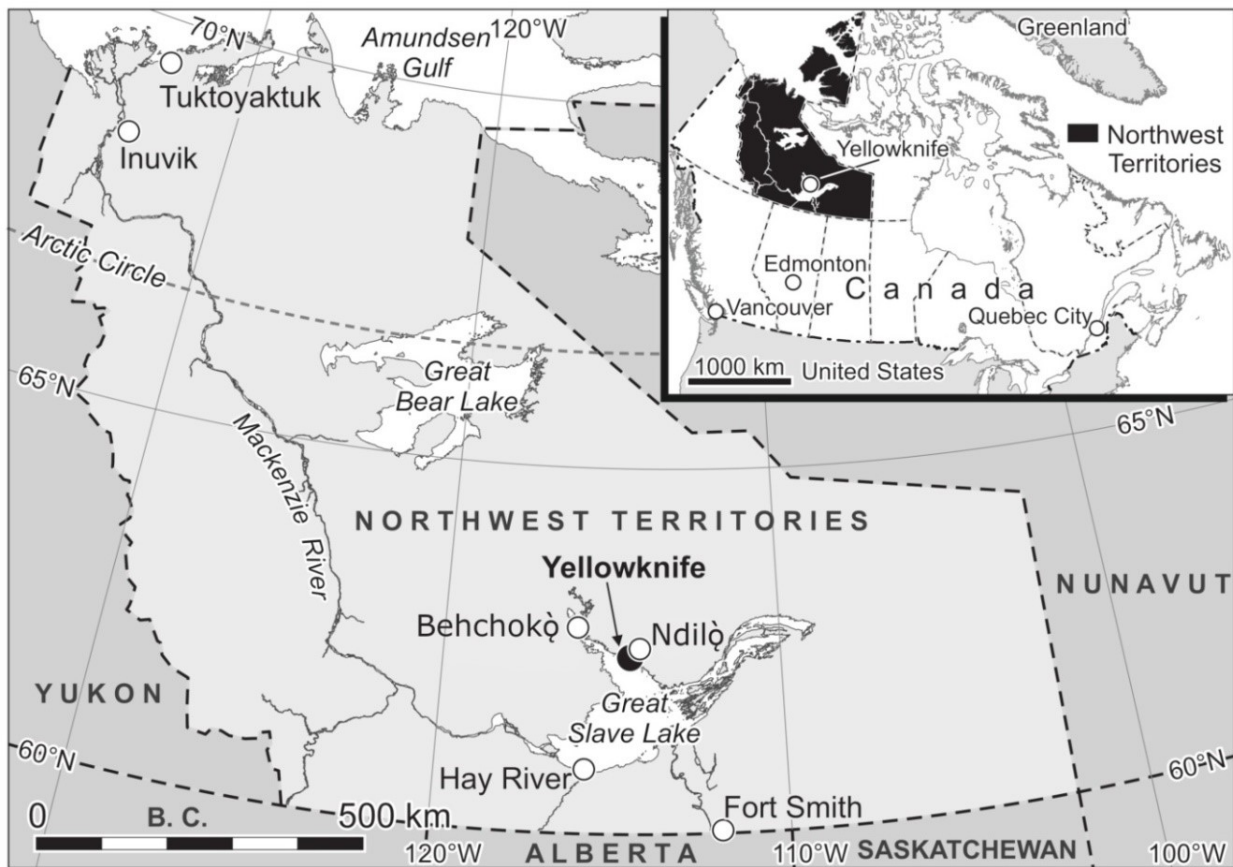 70°N
120°W
Amundsen
Gulf
Tuktoyaktuk
Inuvik
Arctic Circle
65°N
Great
Bear Lake
Mackenzie River
NORTHWEST TERRITORIES
Yellowknife
Behchokǫ̀
Ndilǫ̀
Great
Slave Lake
NUNAVUT
YUKON
60°N
Hay River
Fort Smith
0
500 km
B. C.
120°W
ALBERTA
110°W
SASKATCHEWAN
100°W
60°N
65°N
Greenland
Northwest
Territories
Yellowknife
Edmonton
Canada
Vancouver
Quebec City
1000 km
United States